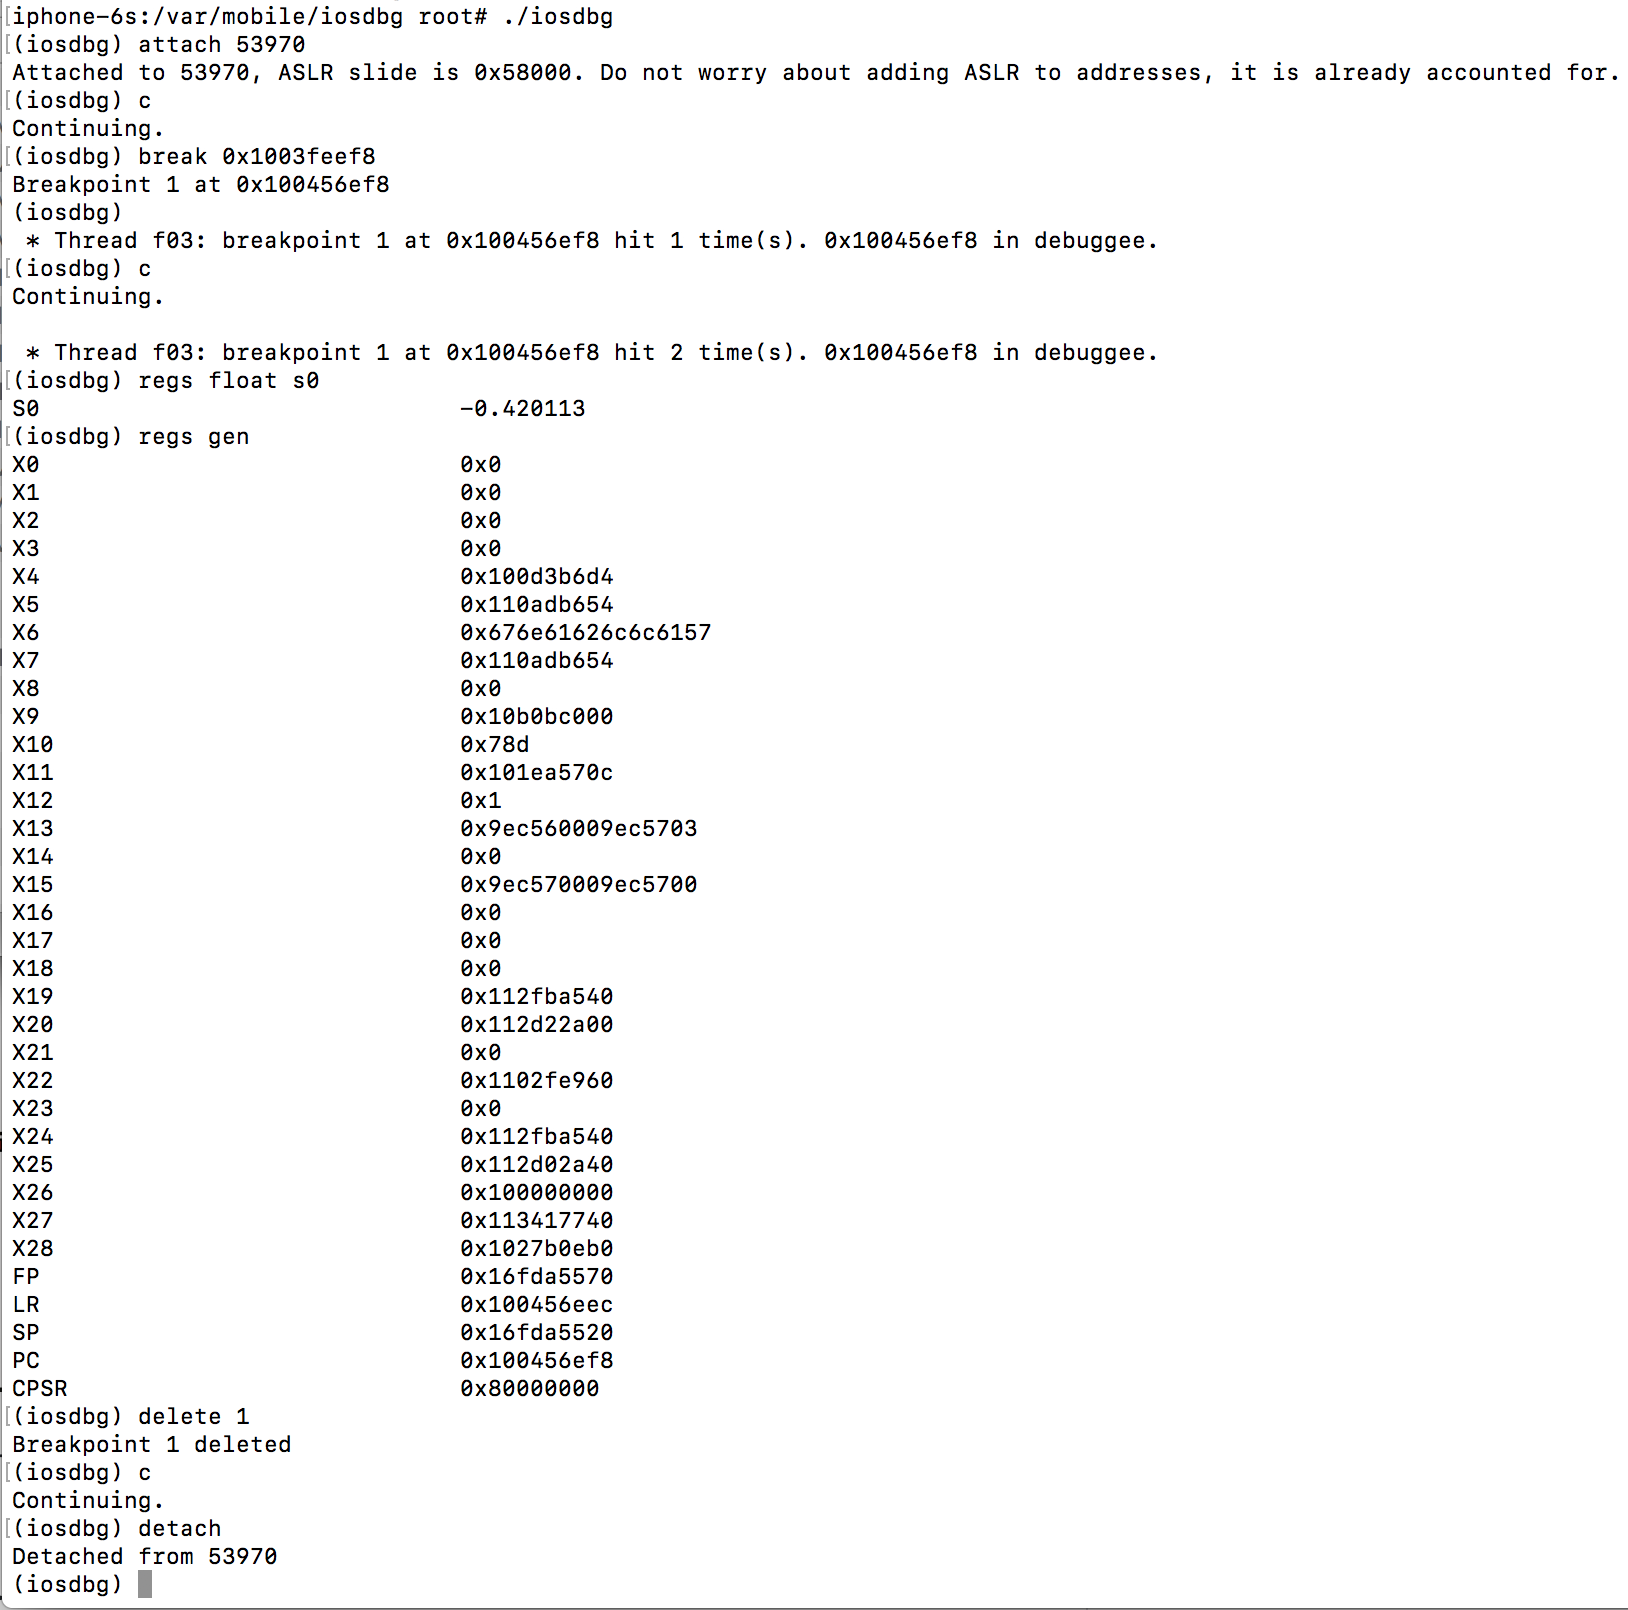 [iphone-6s:/var/mobile/iosdbg root# ./iosdbg
[(iosdbg) attach 53970
Attached to 53970, ASLR slide is 0x58000. Do not worry about adding ASLR to addresses, it is already accounted for.
[(iosdbg) c
Continuing.
[(iosdbg) break 0x1003feef8
Breakpoint 1 at 0x100456ef8
(iosdbg)
 * Thread f03: breakpoint 1 at 0x100456ef8 hit 1 time(s). 0x100456ef8 in debuggee.
[(iosdbg) c
Continuing.
 * Thread f03: breakpoint 1 at 0x100456ef8 hit 2 time(s). 0x100456ef8 in debuggee.
[(iosdbg) regs float s0
S0 -0.420113
[(iosdbg) regs gen
X0 0x0
X1 0x0
X2 0x0
X3 0x0
X4 0x100d3b6d4
X5 0x110adb654
X6 0x676e61626c6c6157
X7 0x110adb654
X8 0x0
X9 0x10b0bc000
X10 0x78d
X11 0x101ea570c
X12 0x1
X13 0x9ec560009ec5703
X14 0x0
X15 0x9ec570009ec5700
X16 0x0
X17 0x0
X18 0x0
X19 0x112fba540
X20 0x112d22a00
X21 0x0
X22 0x1102fe960
X23 0x0
X24 0x112fba540
X25 0x112d02a40
X26 0x100000000
X27 0x113417740
X28 0x1027b0eb0
FP 0x16fda5570
LR 0x100456eec
SP 0x16fda5520
PC 0x100456ef8
CPSR 0x80000000
[(iosdbg) delete 1
Breakpoint 1 deleted
[(iosdbg) c
Continuing.
[(iosdbg) detach
Detached from 53970
(iosdbg)